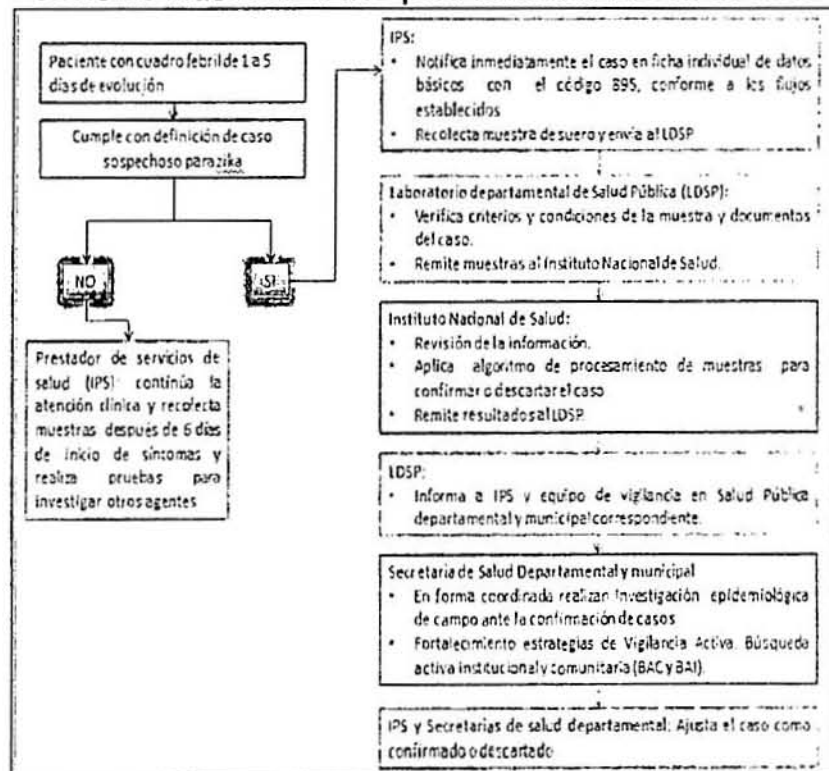 Paciente con cuadro febril de 1 a 5
días de evolución
Cumple con definición de caso
sospechoso para zika
NO
SI
Prestador de servicios de
salud (IPS) continúa la
atención clínica y recolecta
muestras después de 6 días
de inicio de síntomas y
realiza pruebas para
investigar otros agentes
IPS:
• Notifica inmediatamente el caso en ficha individual de datos
básicos con el código 895, conforme a los flujos
establecidos
• Recolecta muestra de suero y envía al LDSP
Laboratorio departamental de Salud Pública (LDSP):
• Verifica criterios y condiciones de la muestra y documentos
del caso.
• Remite muestras al Instituto Nacional de Salud.
Instituto Nacional de Salud:
• Revisión de la información.
• Aplica algoritmo de procesamiento de muestras para
confirmar o descartar el caso
• Remite resultados al LDSP.
LDSP:
• Informa a IPS y equipo de vigilancia en Salud Pública
departamental y municipal correspondiente.
Secretaria de Salud Departamental y municipal
• En forma coordinada realizan investigación epidemiológica
de campo ante la confirmación de casos
• Fortalecimiento estrategias de Vigilancia Activa. Búsqueda
activa institucional y comunitaria (BAC y BAI).
IPS y Secretarias de salud departamental: Ajusta el caso como
confirmado o descartado